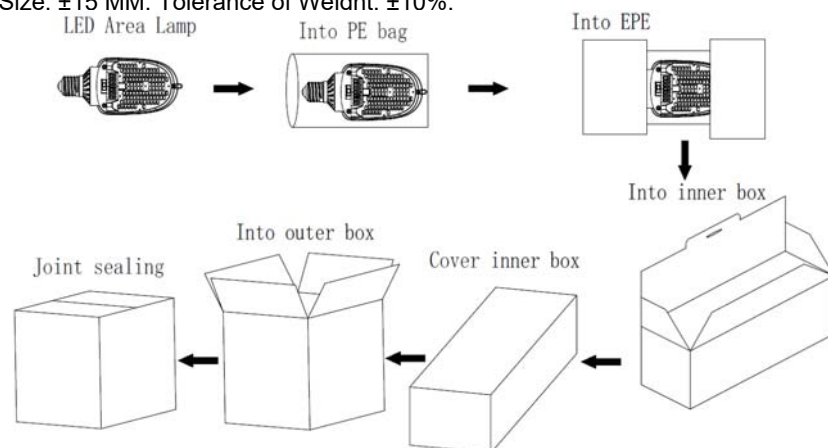 Size: ±15 MM. Tolerance of Weight: ±10%.
LED Area Lamp
Into PE bag
Into EPE
Into inner box
Cover inner box
Into outer box
Joint sealing